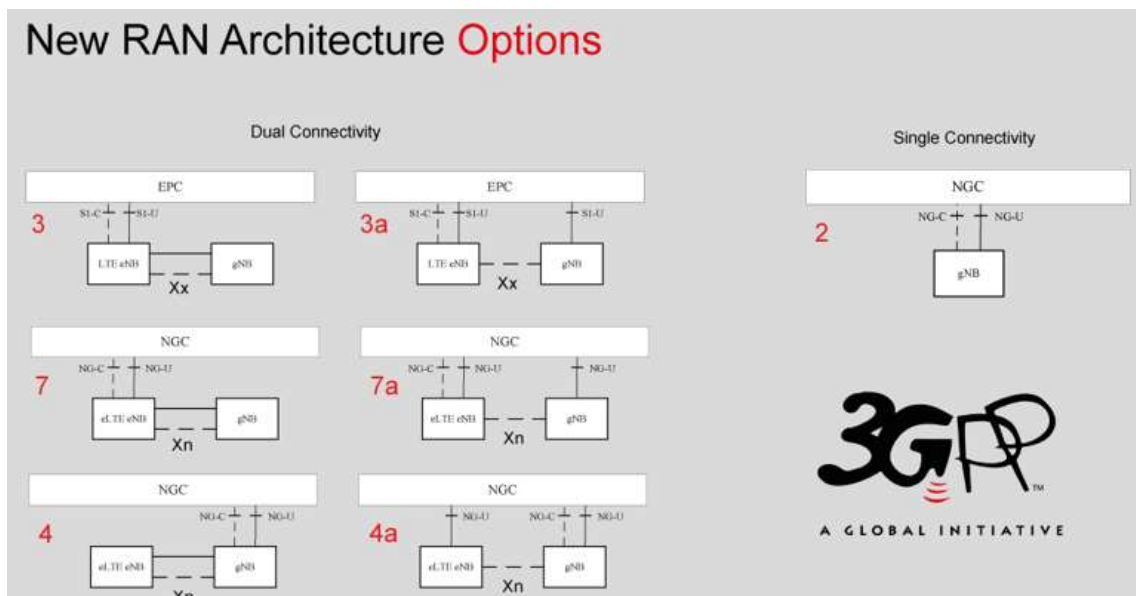 New RAN Architecture Options
Dual Connectivity
Single Connectivity
EPC
S1-C S1-U
3
LTE eNB gNB
Xx
EPC
S1-C S1-U S1-U
3a
LTE eNB gNB
Xx
NGC
NG-C NG-U
2
gNB
NGC
NG-C NG-U
7
eLTE eNB gNB
Xn
NGC
NG-C NG-U NG-U
7a
eLTE eNB gNB
Xn
NGC
NG-C NG-U
4
eLTE eNB gNB
Xn
NGC
NG-U NG-C NG-U
4a
eLTE eNB gNB
Xn
3GPP
TM
A GLOBAL INITIATIVE